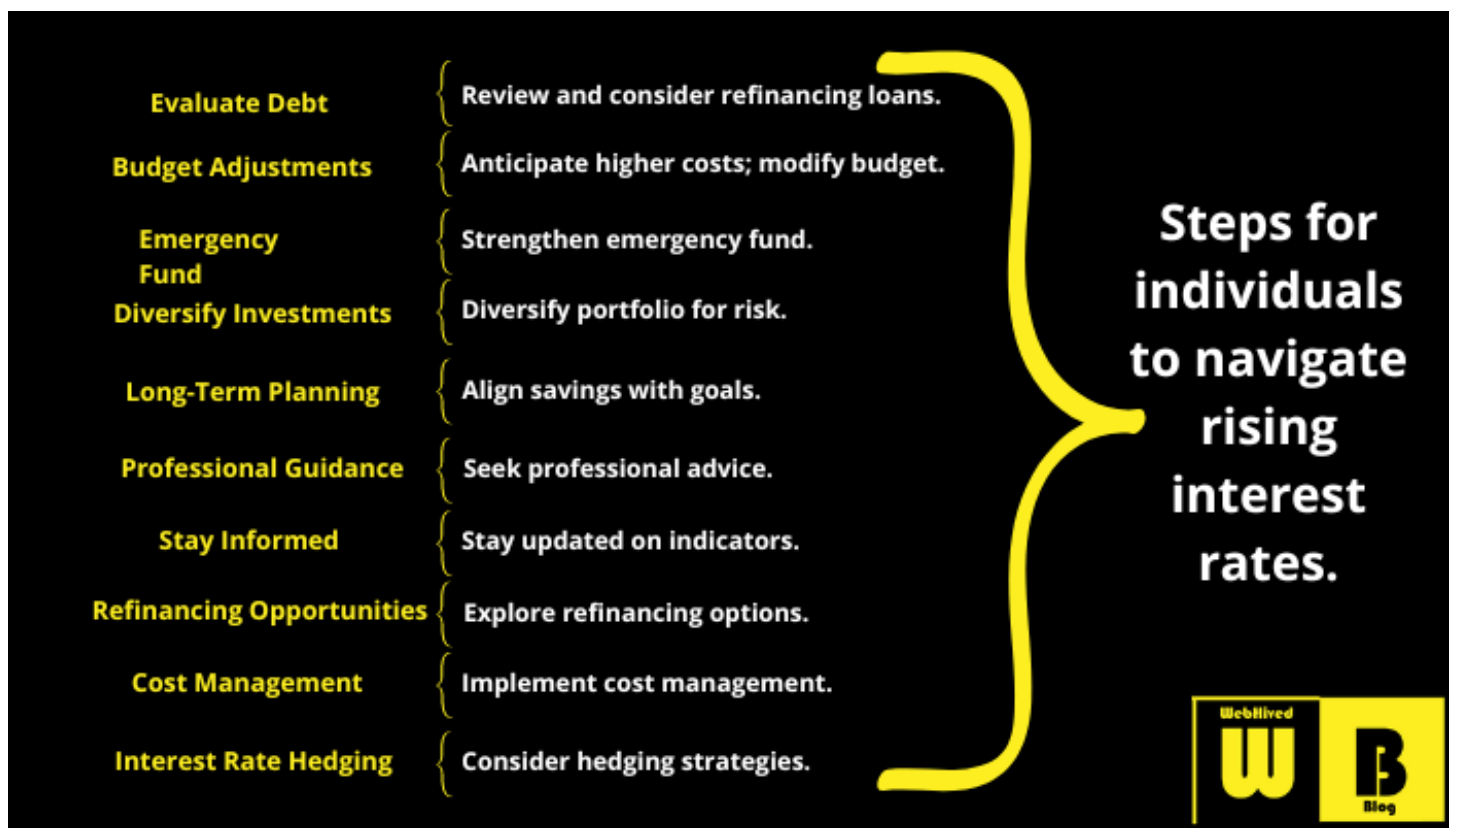 Evaluate Debt
Review and consider refinancing loans.
Budget Adjustments
Anticipate higher costs; modify budget.
Emergency
Fund
Strengthen emergency fund.
Diversify Investments
Diversify portfolio for risk.
Long-Term Planning
Align savings with goals.
Professional Guidance
Seek professional advice.
Stay Informed
Stay updated on indicators.
Refinancing Opportunities
Explore refinancing options.
Cost Management
Implement cost management.
Interest Rate Hedging
Consider hedging strategies.
Steps for
individuals
to navigate
rising
interest
rates.
WebHived
W
B
Blog